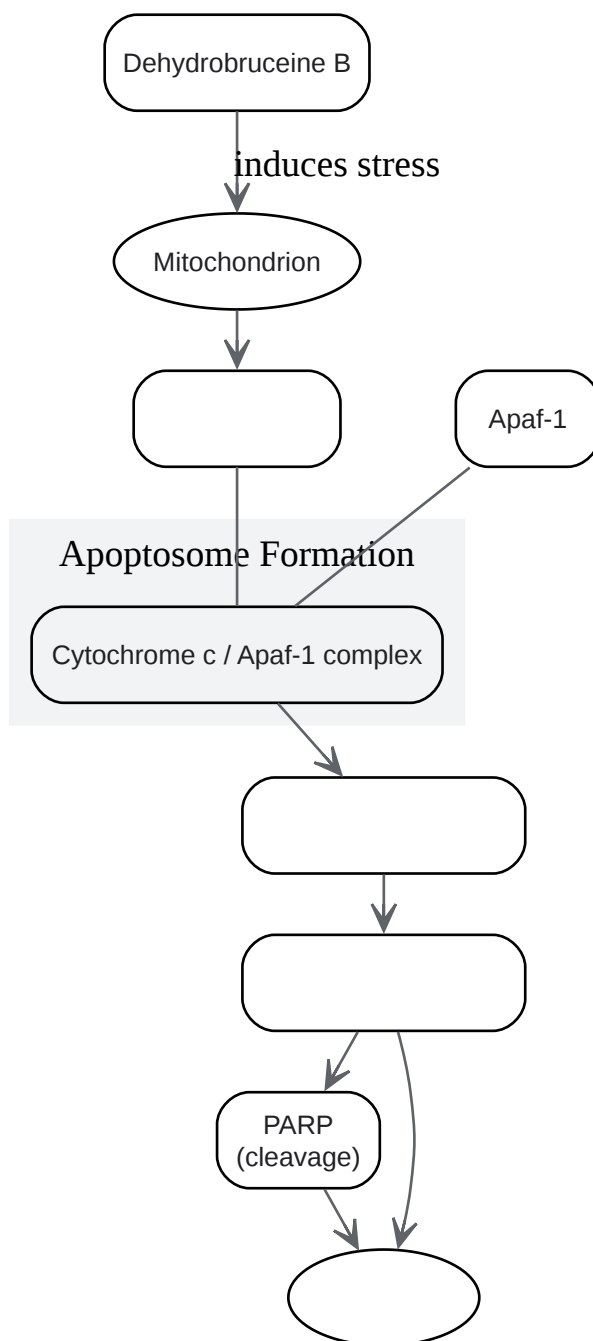 Dehydrobruceine B
induces stress
Mitochondrion
Apaf-1
Apoptosome Formation
Cytochrome c / Apaf-1 complex
PARP
(cleavage)